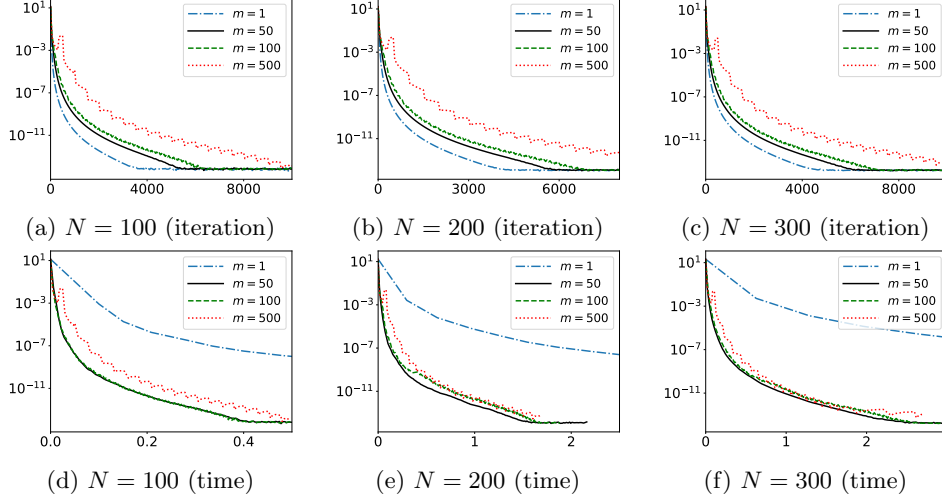 10^1
10^{-3}
10^{-7}
10^{-11}
m = 1
m = 50
m = 100
m = 500
0 4000 8000
(a) N = 100 (iteration)
10^1
10^{-3}
10^{-7}
10^{-11}
m = 1
m = 50
m = 100
m = 500
0 3000 6000
(b) N = 200 (iteration)
10^1
10^{-3}
10^{-7}
10^{-11}
m = 1
m = 50
m = 100
m = 500
0 4000 8000
(c) N = 300 (iteration)
10^1
10^{-3}
10^{-7}
10^{-11}
m = 1
m = 50
m = 100
m = 500
0.0 0.2 0.4
(d) N = 100 (time)
10^1
10^{-3}
10^{-7}
10^{-11}
m = 1
m = 50
m = 100
m = 500
0 1 2
(e) N = 200 (time)
10^1
10^{-3}
10^{-7}
10^{-11}
m = 1
m = 50
m = 100
m = 500
0 1 2
(f) N = 300 (time)